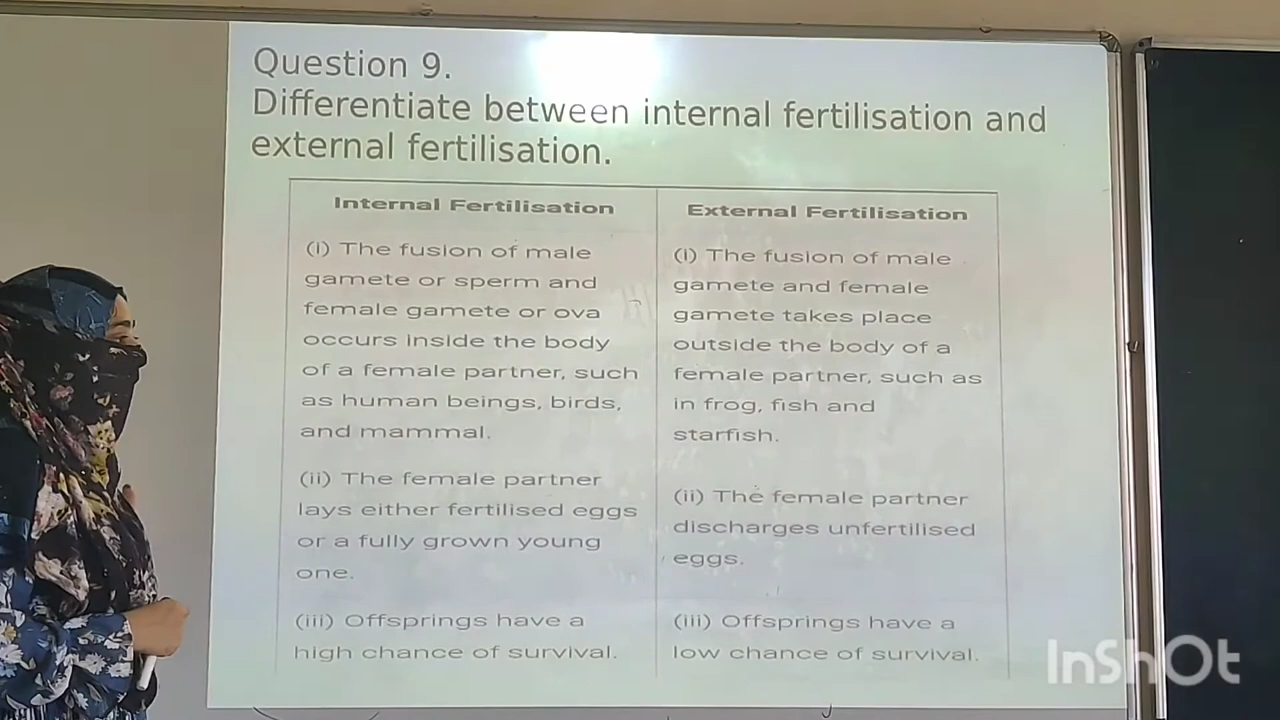 Question 9.
Differentiate between internal fertilisation and
external fertilisation.
Internal Fertilisation
(i) The fusion of male
gamete or sperm and
female gamete or ova
occurs inside the body
of a female partner, such
as human beings, birds,
and mammal.
(ii) The female partner
lays either fertilised eggs
or a fully grown young
one.
(iii) Offsprings have a
high chance of survival.
External Fertilisation
(i) The fusion of male
gamete and female
gamete takes place
outside the body of a
female partner, such as
in frog, fish and
starfish.
(ii) The female partner
discharges unfertilised
eggs.
(iii) Offsprings have a
low chance of survival.
InShOt